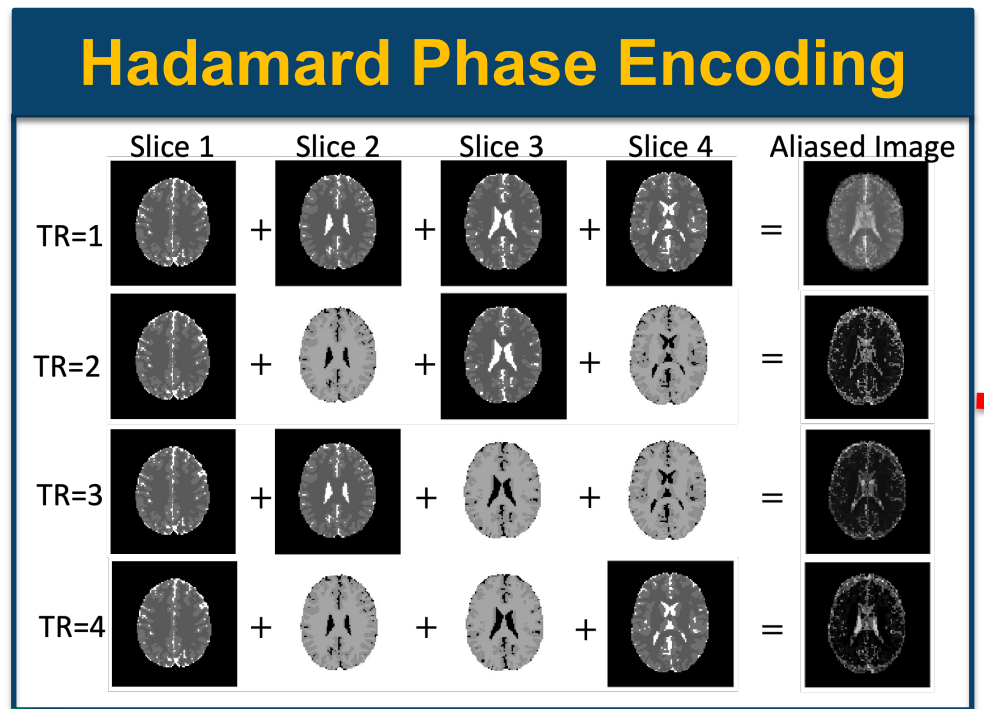 Hadamard Phase Encoding
Slice 1 Slice 2 Slice 3 Slice 4 Aliased Image
TR=1 + + + =
TR=2 + + + =
TR=3 + + + =
TR=4 + + + =